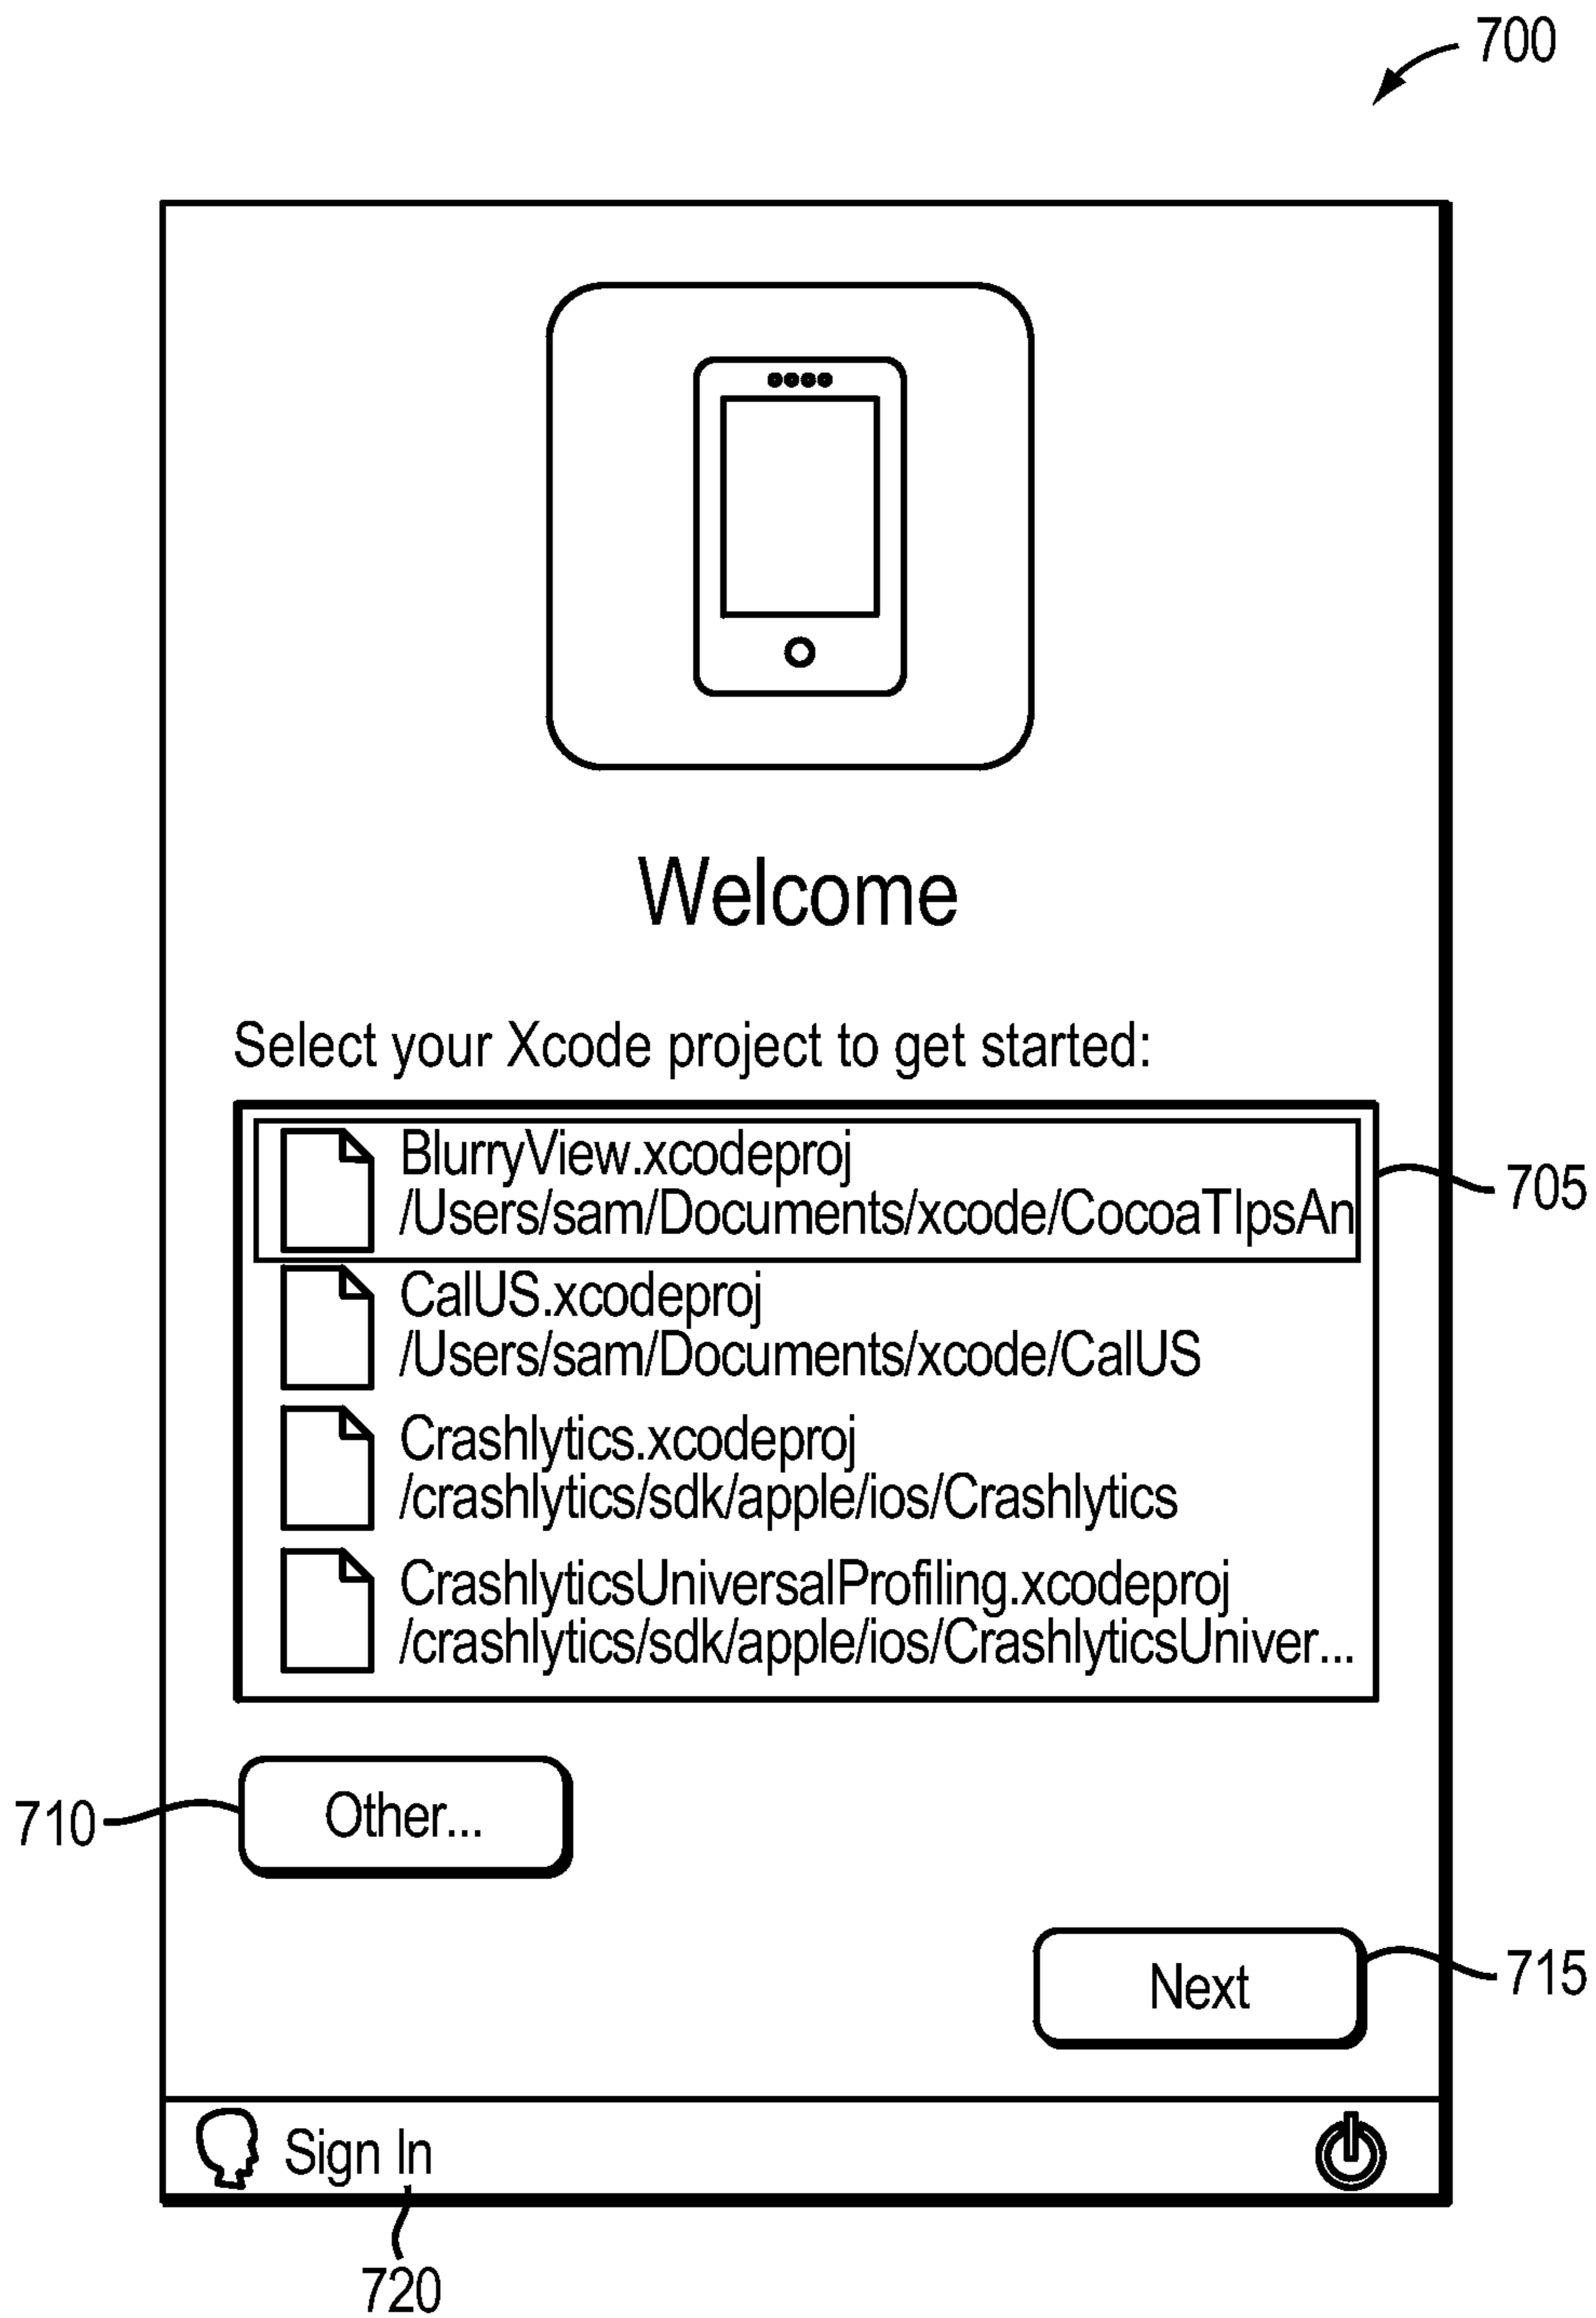 700
Welcome
Select your Xcode project to get started:
BlurryView.xcodeproj
/Users/sam/Documents/xcode/CocoaTIpsAn
705
CalUS.xcodeproj
/Users/sam/Documents/xcode/CalUS
Crashlytics.xcodeproj
/crashlytics/sdk/apple/ios/Crashlytics
CrashlyticsUniversalProfiling.xcodeproj
/crashlytics/sdk/apple/ios/CrashlyticsUniver...
710
Other...
Next
715
Sign In
720